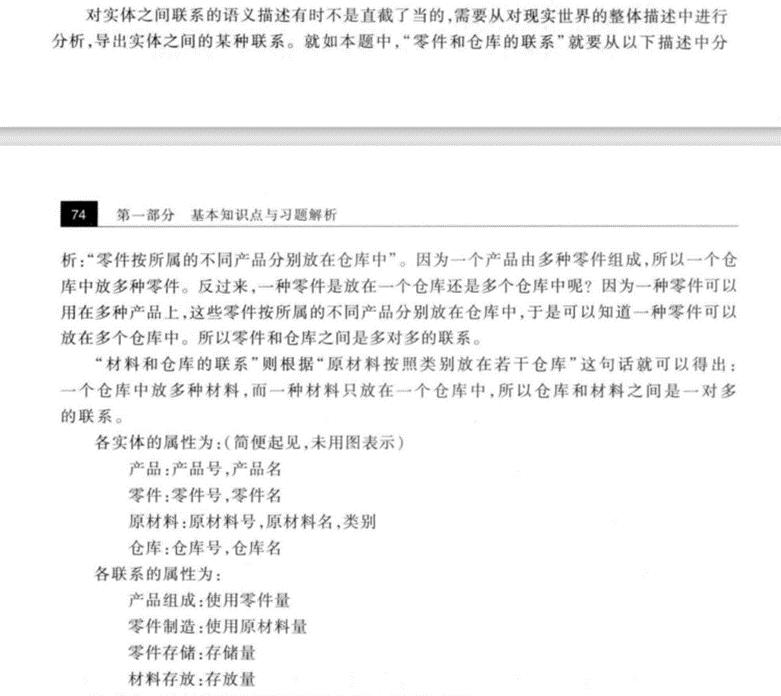 对实体之间联系的语义描述有时不是直截了当的,需要从对现实世界的整体描述中进行
分析,导出实体之间的某种联系。就如本题中,“零件和仓库的联系”就要从以下描述中分
74 第一部分 基本知识点与习题解析
析:“零件按所属的不同产品分别放在仓库中”。因为一个产品由多种零件组成,所以一个仓
库中放多种零件。反过来,一种零件是放在一个仓库还是多个仓库中呢? 因为一种零件可以
用在多种产品上,这些零件按所属的不同产品分别放在仓库中,于是可以知道一种零件可以
放在多个仓库中。所以零件和仓库之间是多对多的联系。
“材料和仓库的联系”则根据“原材料按照类别放在若干仓库”这句话就可以得出:
一个仓库中放多种材料,而一种材料只放在一个仓库中,所以仓库和材料之间是一对多
的联系。
各实体的属性为:(简便起见,未用图表示)
产品:产品号,产品名
零件:零件号,零件名
原材料:原材料号,原材料名,类别
仓库:仓库号,仓库名
各联系的属性为:
产品组成:使用零件量
零件制造:使用原材料量
零件存储:存储量
材料存放:存放量